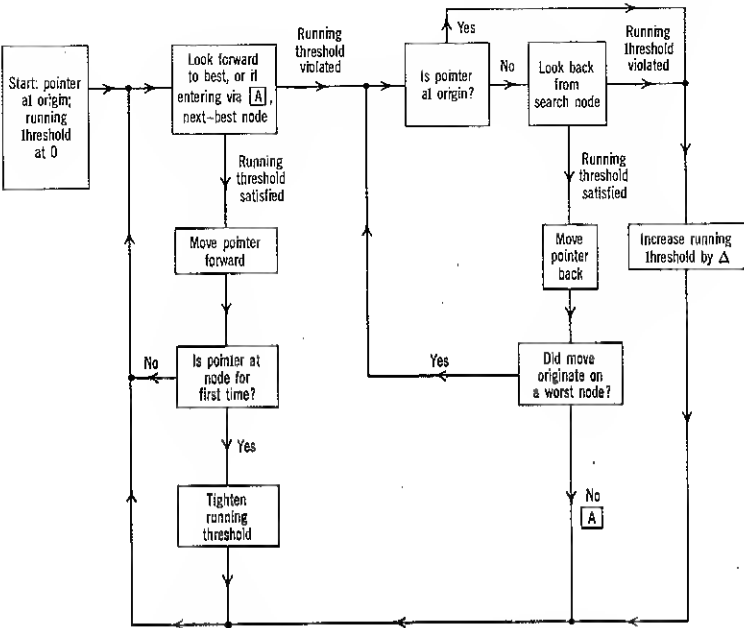 Start: pointer
at origin;
running
threshold
at 0
Look forward
to best, or if
entering via A,
next-best node
Running
threshold
violated
Yes
Is pointer
at origin?
No
Look back
from
search node
Running
threshold
violated
Running
threshold
satisfied
Running
threshold
satisfied
Move pointer
forward
Move
pointer
back
Increase running
threshold by Δ
No
Is pointer at
node for
first time?
Yes
Did move
originate on
a worst node?
Yes
No
A
Tighten
running
threshold